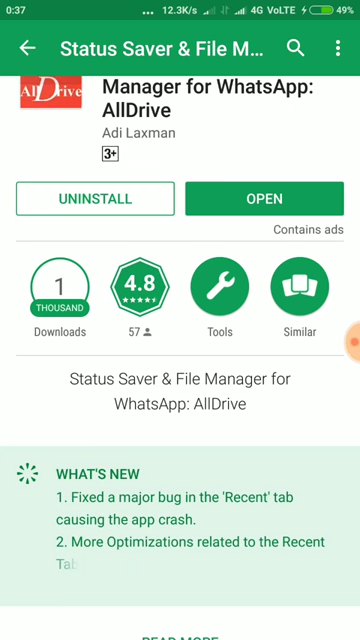 0:37 ... 12.3K/s 4G VoLTE 49%
Status Saver & File M...
AllDrive
Manager for WhatsApp:
AllDrive
Adi Laxman
3+
UNINSTALL
OPEN
Contains ads
1
THOUSAND
4.8
Downloads
57
Tools
Similar
Status Saver & File Manager for
WhatsApp: AllDrive
WHAT'S NEW
1. Fixed a major bug in the 'Recent' tab
causing the app crash.
2. More Optimizations related to the Recent
Tab
READ MORE